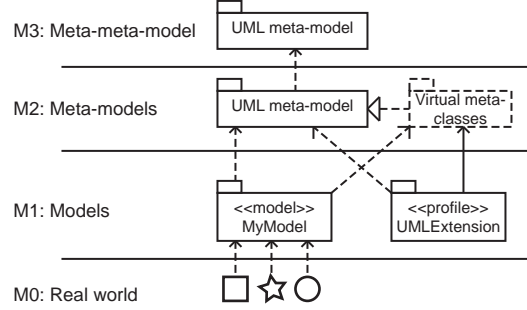 M3: Meta-meta-model
UML meta-model
M2: Meta-models
UML meta-model
Virtual meta-
classes
M1: Models
<<model>>
MyModel
<<profile>>
UMLExtension
M0: Real world